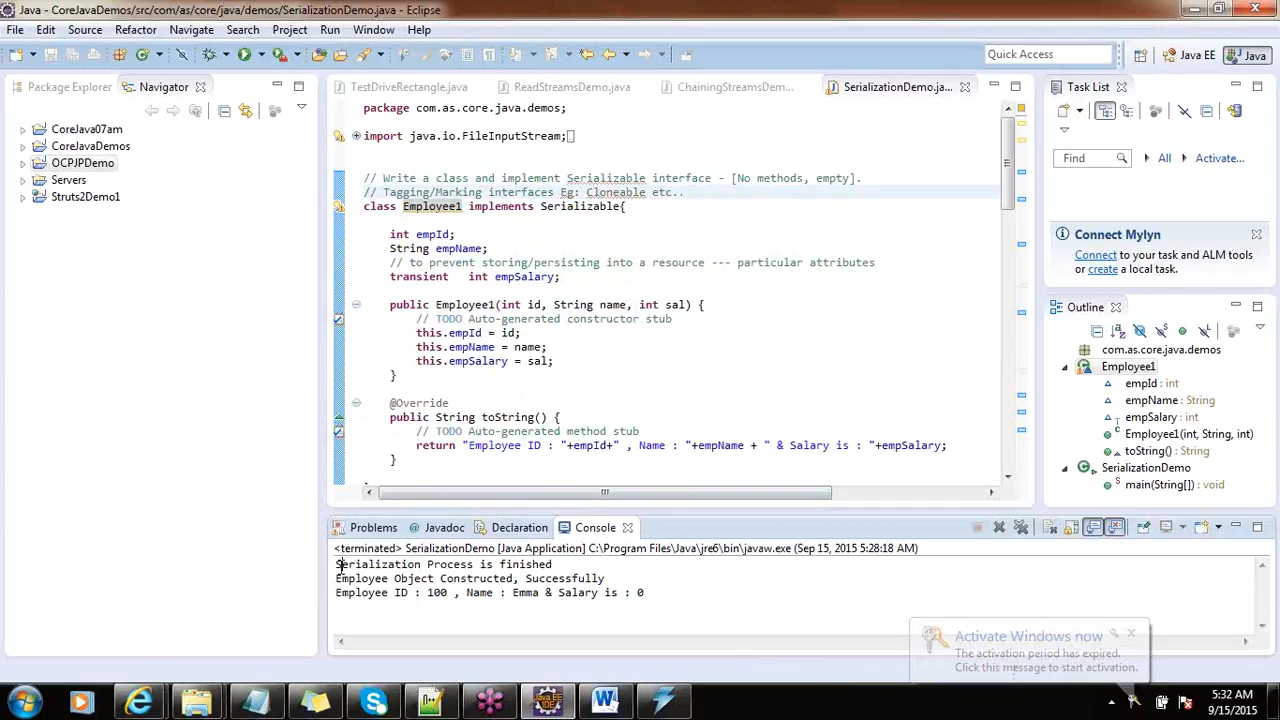 Java - CoreJavaDemos/src/com/as/core/java/demos/SerializationDemo.java - Eclipse
File Edit Source Refactor Navigate Search Project Run Window Help
Quick Access
Java EE
Java
Package Explorer
Navigator
CoreJava07am
CoreJavaDemos
OCPJPDemo
Servers
Struts2Demo1
TestDriveRectangle.java
ReadStreamsDemo.java
ChainingStreamsDem...
SerializationDemo.ja...
package com.as.core.java.demos;
import java.io.FileInputStream;
// Write a class and implement Serializable interface - [No methods, empty].
// Tagging/Marking interfaces Eg: Cloneable etc..
class Employee1 implements Serializable{
int empId;
String empName;
// to prevent storing/persisting into a resource --- particular attributes
transient int empSalary;
public Employee1(int id, String name, int sal) {
// TODO Auto-generated constructor stub
this.empId = id;
this.empName = name;
this.empSalary = sal;
}
@Override
public String toString() {
// TODO Auto-generated method stub
return "Employee ID : "+empId+" , Name : "+empName + " & Salary is : "+empSalary;
}
Task List
Find
All
Activate...
Connect Mylyn
Connect to your task and ALM tools
or create a local task.
Outline
com.as.core.java.demos
Employee1
empId : int
empName : String
empSalary : int
Employee1(int, String, int)
toString() : String
SerializationDemo
main(String[]) : void
Problems
Javadoc
Declaration
Console
<terminated> SerializationDemo [Java Application] C:\Program Files\Java\jre6\bin\javaw.exe (Sep 15, 2015 5:28:18 AM)
Serialization Process is finished
Employee Object Constructed, Successfully
Employee ID : 100 , Name : Emma & Salary is : 0
Activate Windows now
The activation period has expired.
Click this message to start activation.
5:32 AM
9/15/2015